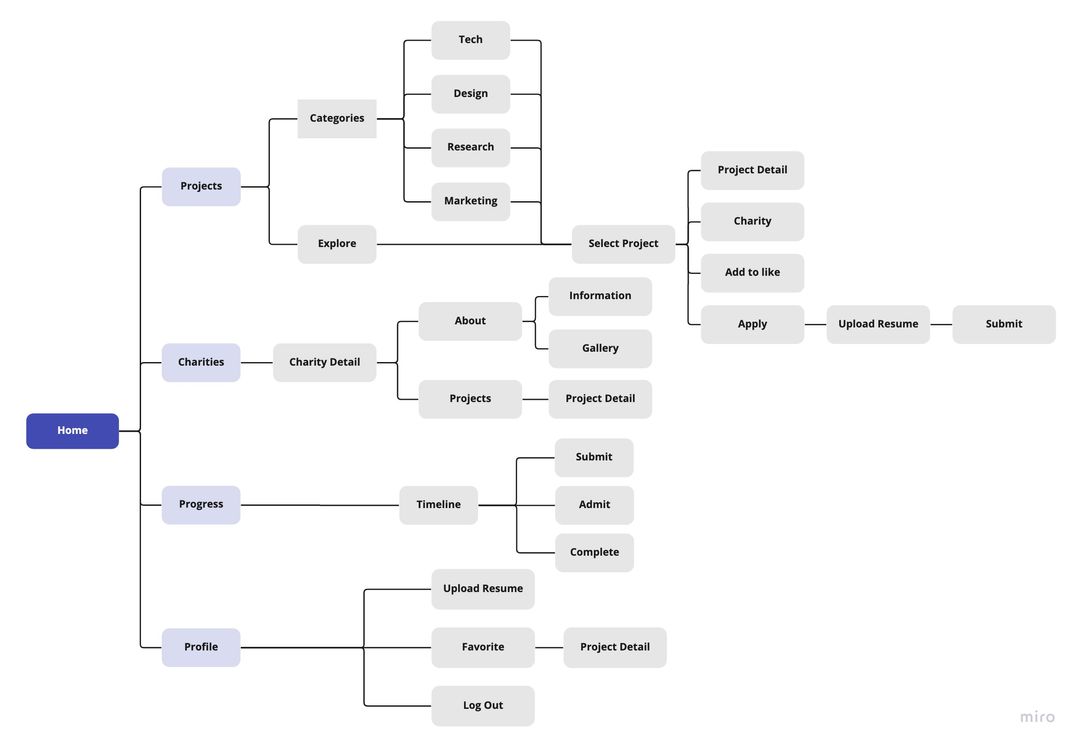 Home
Projects
Categories
Tech
Design
Research
Marketing
Explore
Select Project
Project Detail
Charity
Add to like
Apply
Upload Resume
Submit
Charities
Charity Detail
About
Information
Gallery
Projects
Project Detail
Progress
Timeline
Submit
Admit
Complete
Profile
Upload Resume
Favorite
Project Detail
Log Out
miro